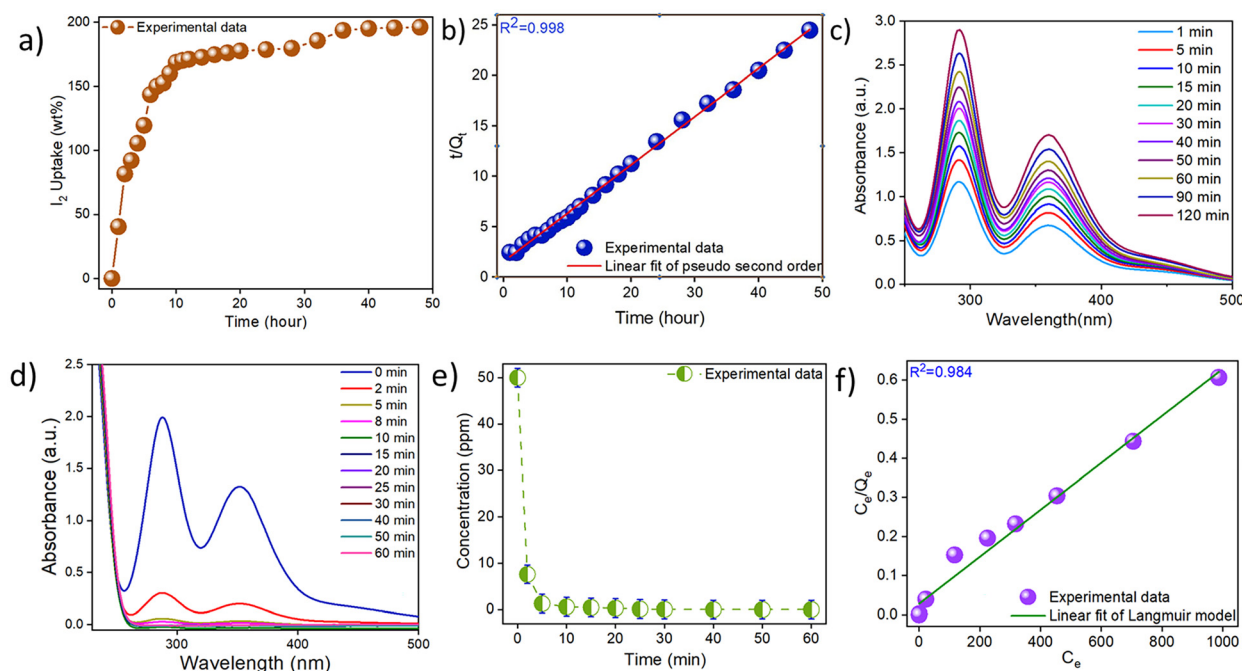 a)
Experimental data
I₂ Uptake (wt%)
200
150
100
50
0
0 10 20 30 40 50
Time (hour)
b)
R²=0.998
t/Qₜ
25
20
15
10
5
0
Experimental data
Linear fit of pseudo second order
0 10 20 30 40 50
Time (hour)
c)
Absorbance (a.u.)
3.0
2.5
2.0
1.5
1.0
0.5
0.0
1 min
5 min
10 min
15 min
20 min
30 min
40 min
50 min
60 min
90 min
120 min
300 400 500
Wavelength(nm)
d)
Absorbance (a.u.)
2.5
2.0
1.5
1.0
0.5
0.0
0 min
2 min
5 min
8 min
10 min
15 min
20 min
25 min
30 min
40 min
50 min
60 min
300 400 500
Wavelength (nm)
e)
Experimental data
Concentration (ppm)
50
40
30
20
10
0
0 10 20 30 40 50 60
Time (min)
f)
R²=0.984
Cₑ/Qₑ
0.6
0.4
0.3
0.2
0.0
Experimental data
Linear fit of Langmuir model
0 200 400 600 800 1000
Cₑ